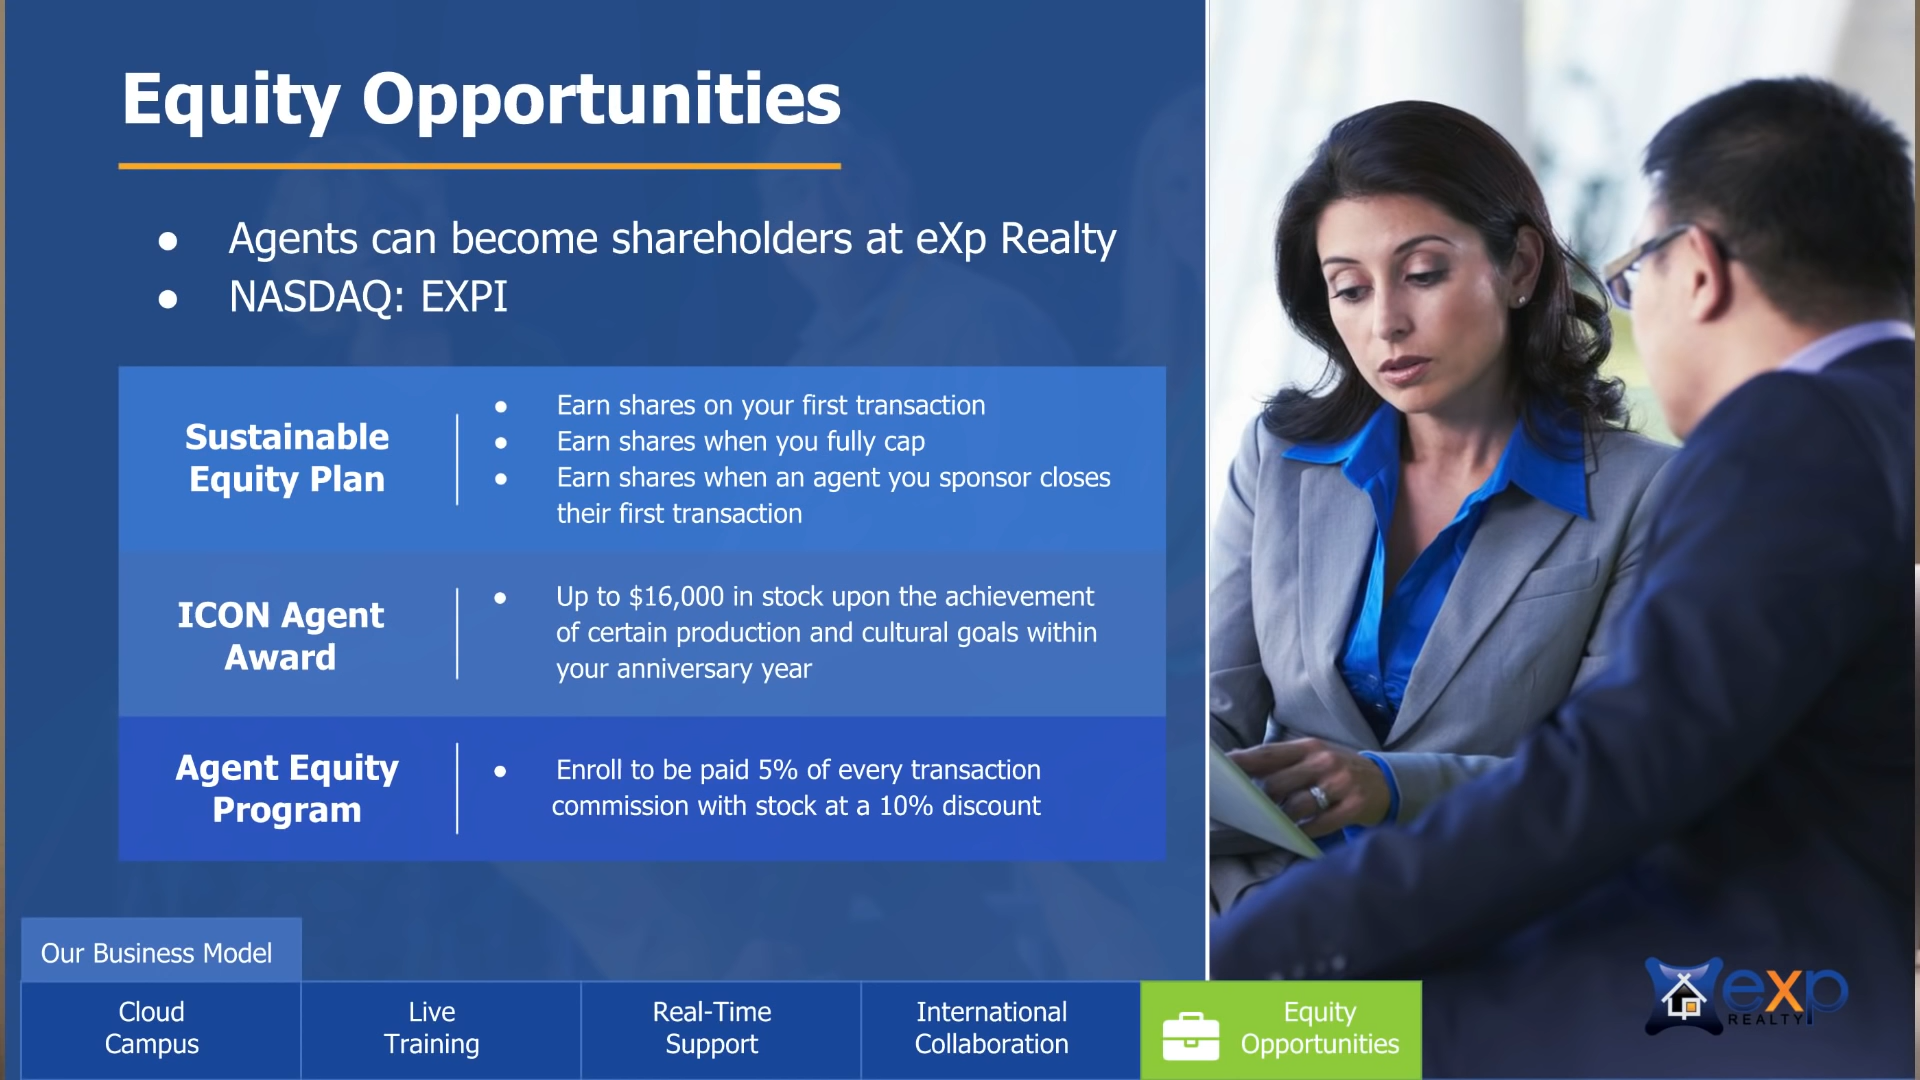 Equity Opportunities
● Agents can become shareholders at eXp Realty
● NASDAQ: EXPI
Sustainable
Equity Plan
● Earn shares on your first transaction
● Earn shares when you fully cap
● Earn shares when an agent you sponsor closes
their first transaction
ICON Agent
Award
● Up to $16,000 in stock upon the achievement
of certain production and cultural goals within
your anniversary year
Agent Equity
Program
● Enroll to be paid 5% of every transaction
commission with stock at a 10% discount
Our Business Model
Cloud
Campus
Live
Training
Real-Time
Support
International
Collaboration
Equity
Opportunities
exp
REALTY